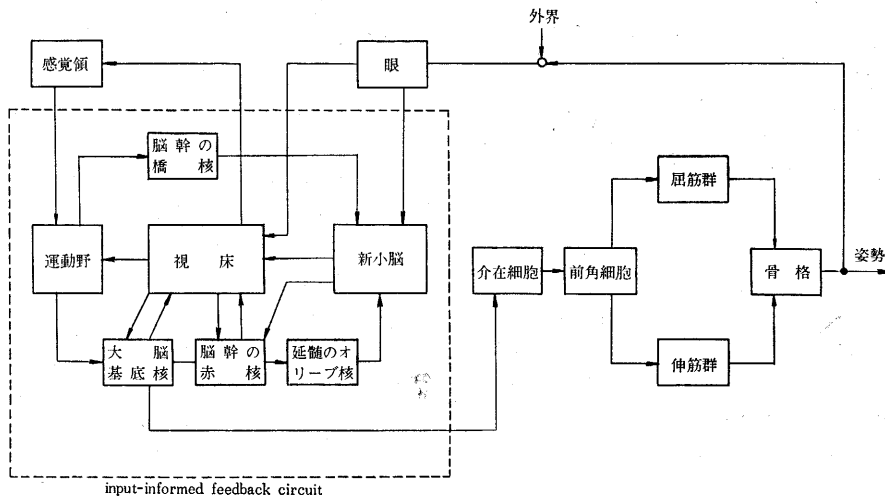 外界
感覚領
眼
脳幹の
橋核
屈筋群
運動野
視床
新小脳
介在細胞
前角細胞
骨格
姿勢
大脳
基底核
脳幹の
赤核
延髄のオ
リーブ核
伸筋群
input-informed feedback circuit